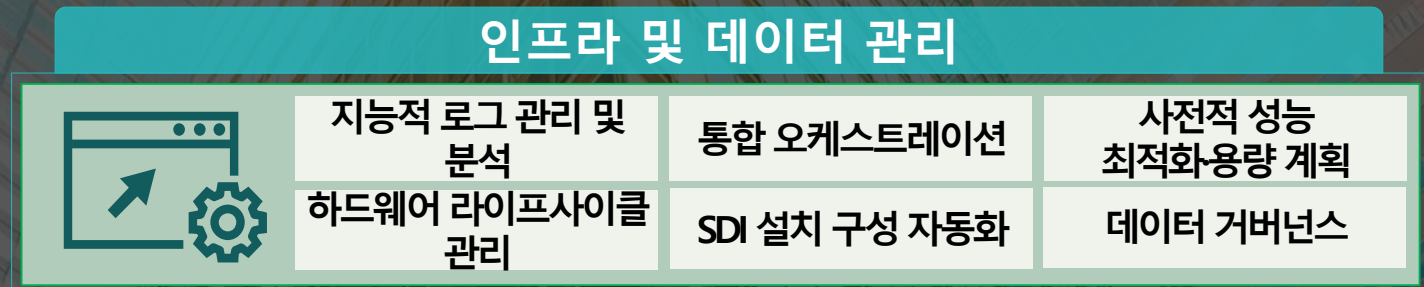 인프라 및 데이터 관리
지능적 로그 관리 및
분석
통합 오케스트레이션
사전적 성능
최적화·용량 계획
하드웨어 라이프사이클
관리
SDI 설치 구성 자동화
데이터 거버넌스